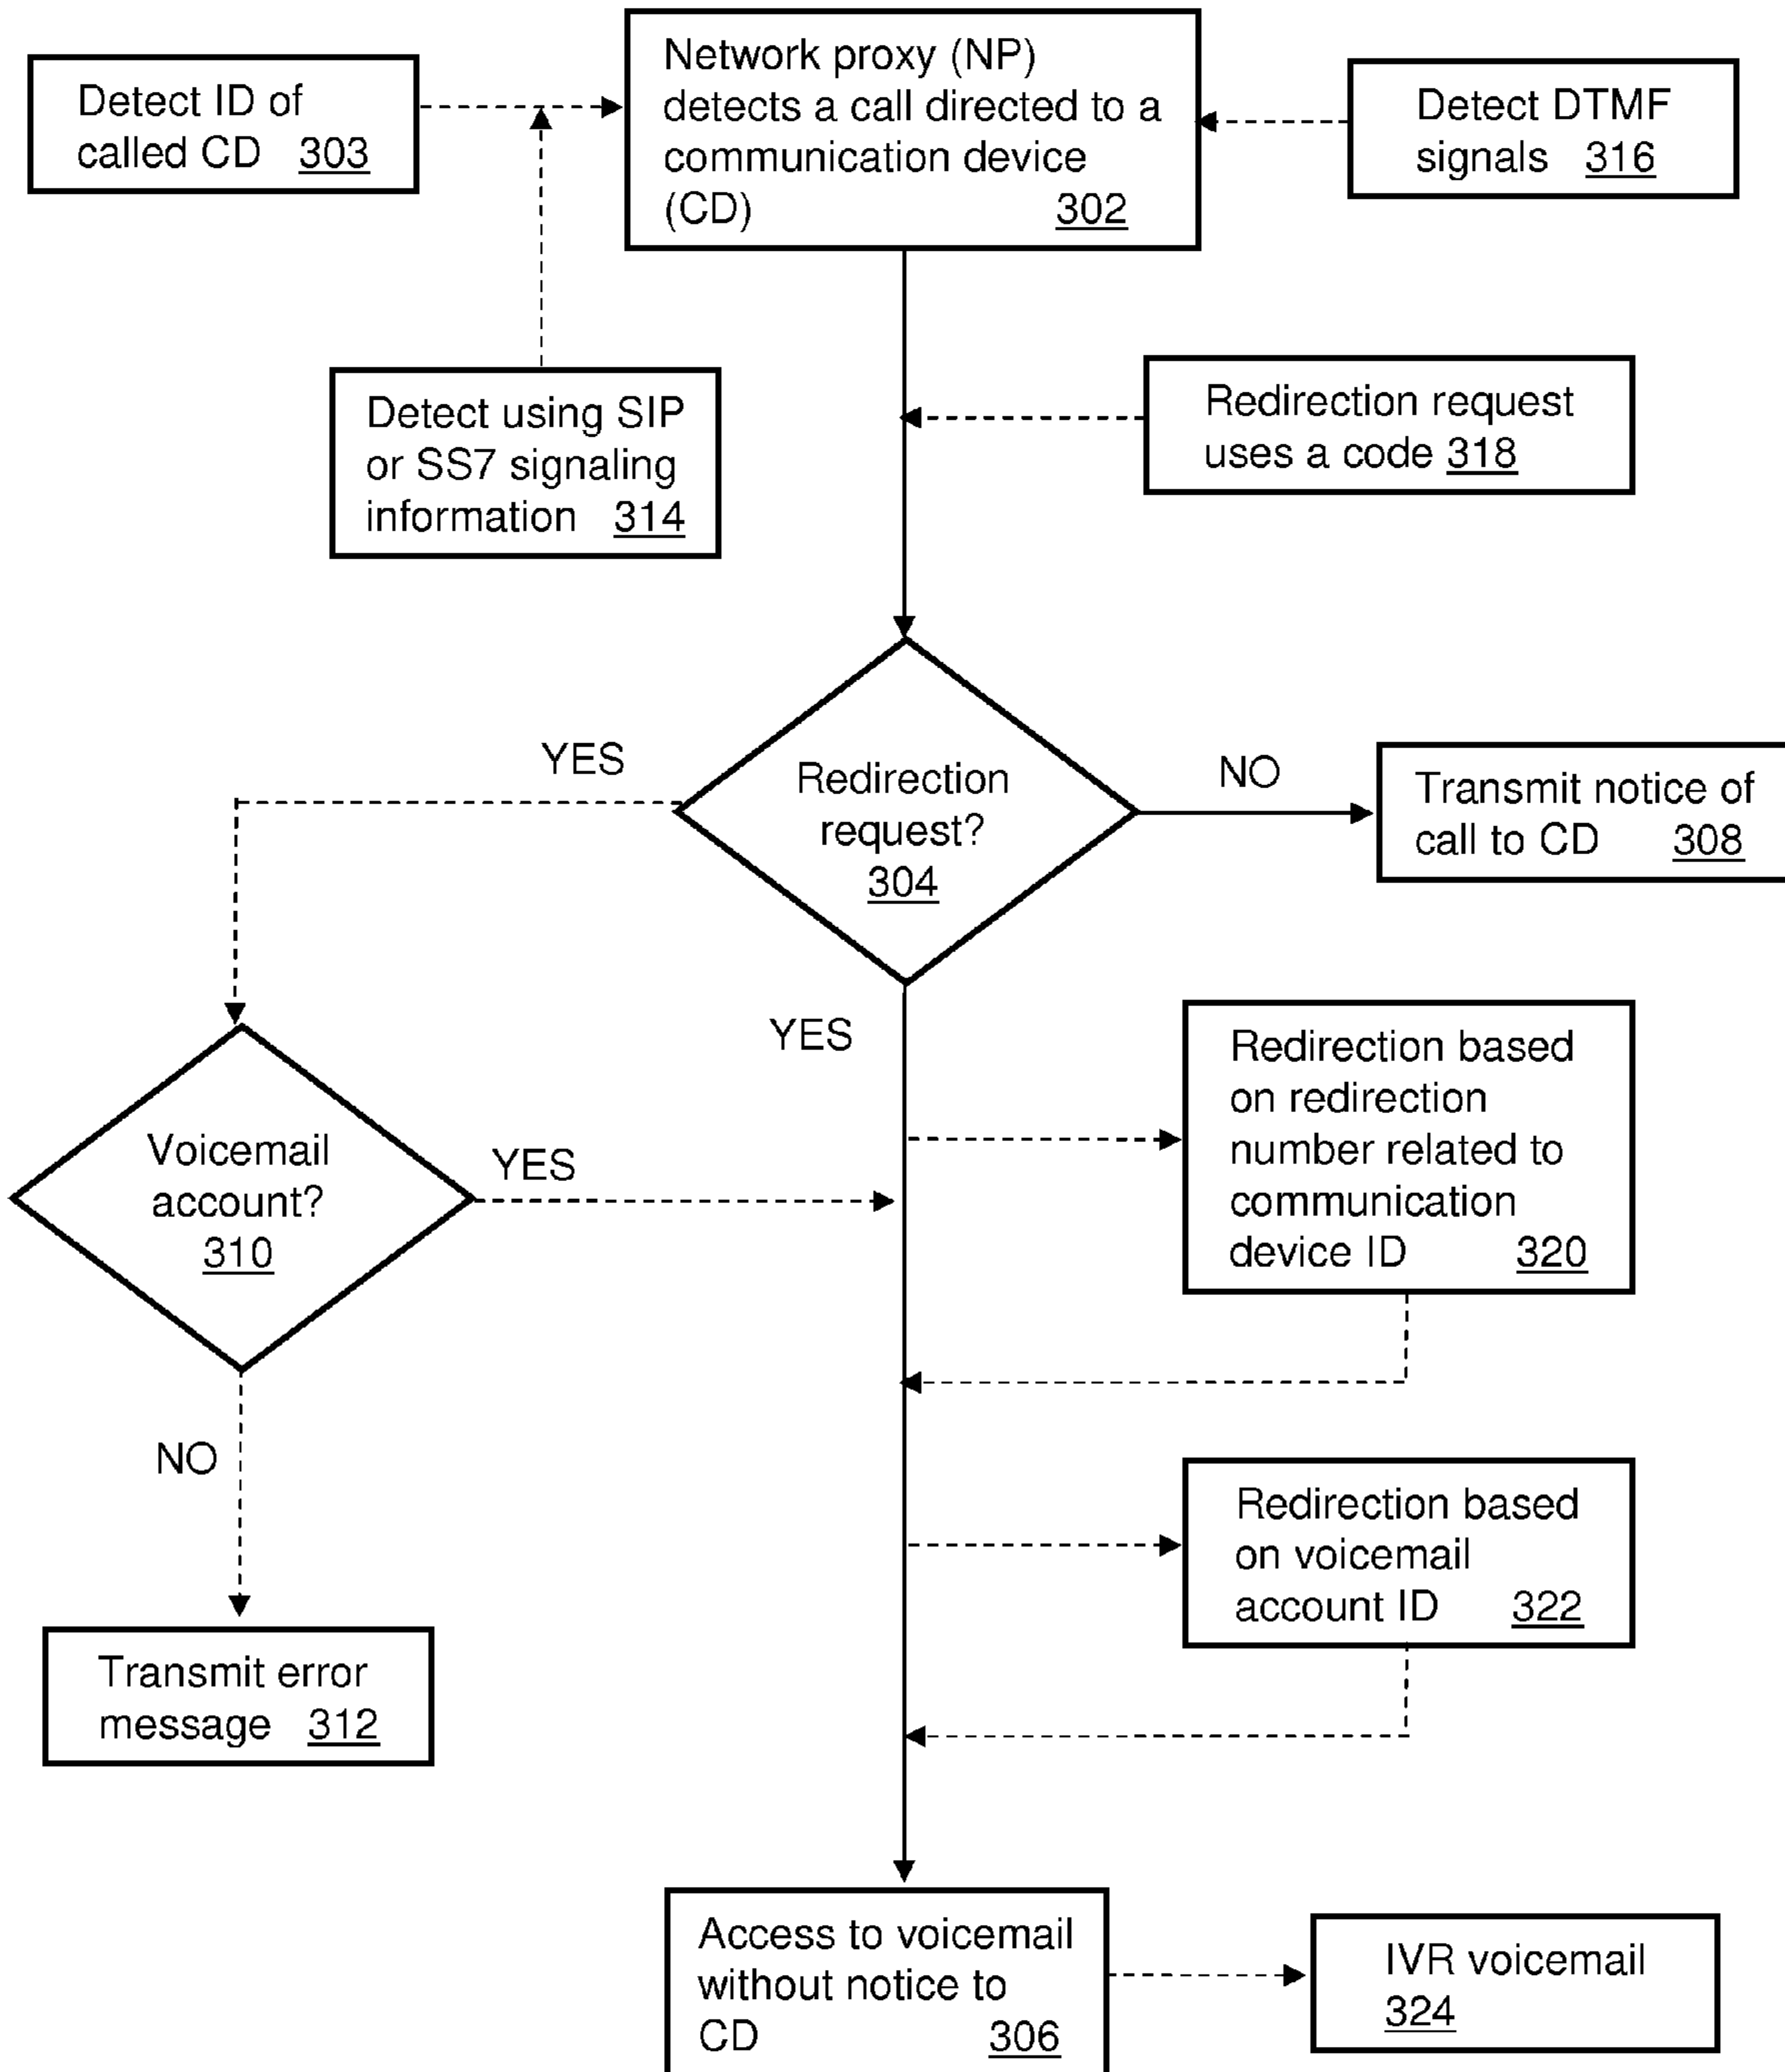 Detect ID of
called CD 303
Network proxy (NP)
detects a call directed to a
communication device
(CD) 302
Detect DTMF
signals 316
Detect using SIP
or SS7 signaling
information 314
Redirection request
uses a code 318
YES
Redirection
request?
304
NO
Transmit notice of
call to CD 308
YES
Voicemail
account?
310
YES
Redirection based
on redirection
number related to
communication
device ID 320
NO
Redirection based
on voicemail
account ID 322
Transmit error
message 312
Access to voicemail
without notice to
CD 306
IVR voicemail
324